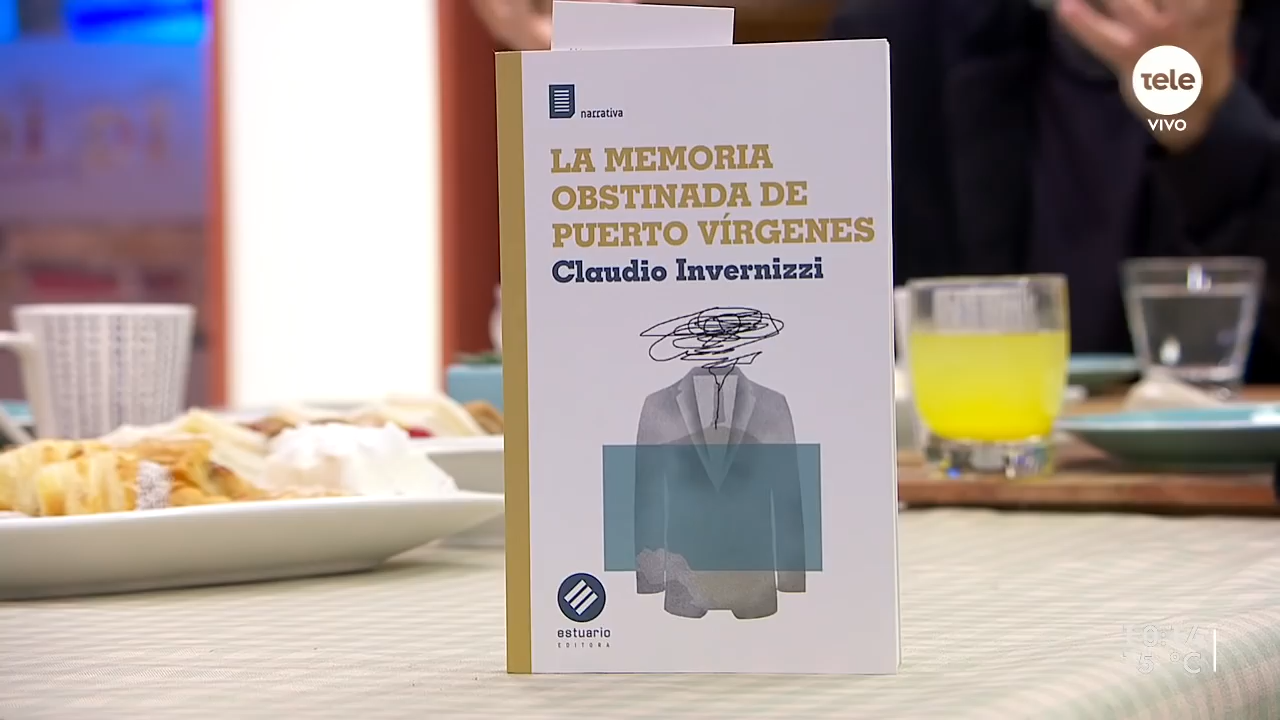 narrativa
LA MEMORIA
OBSTINADA DE
PUERTO VÍRGENES
Claudio Invernizzi
estuario
EDITORA
tele
VIVO